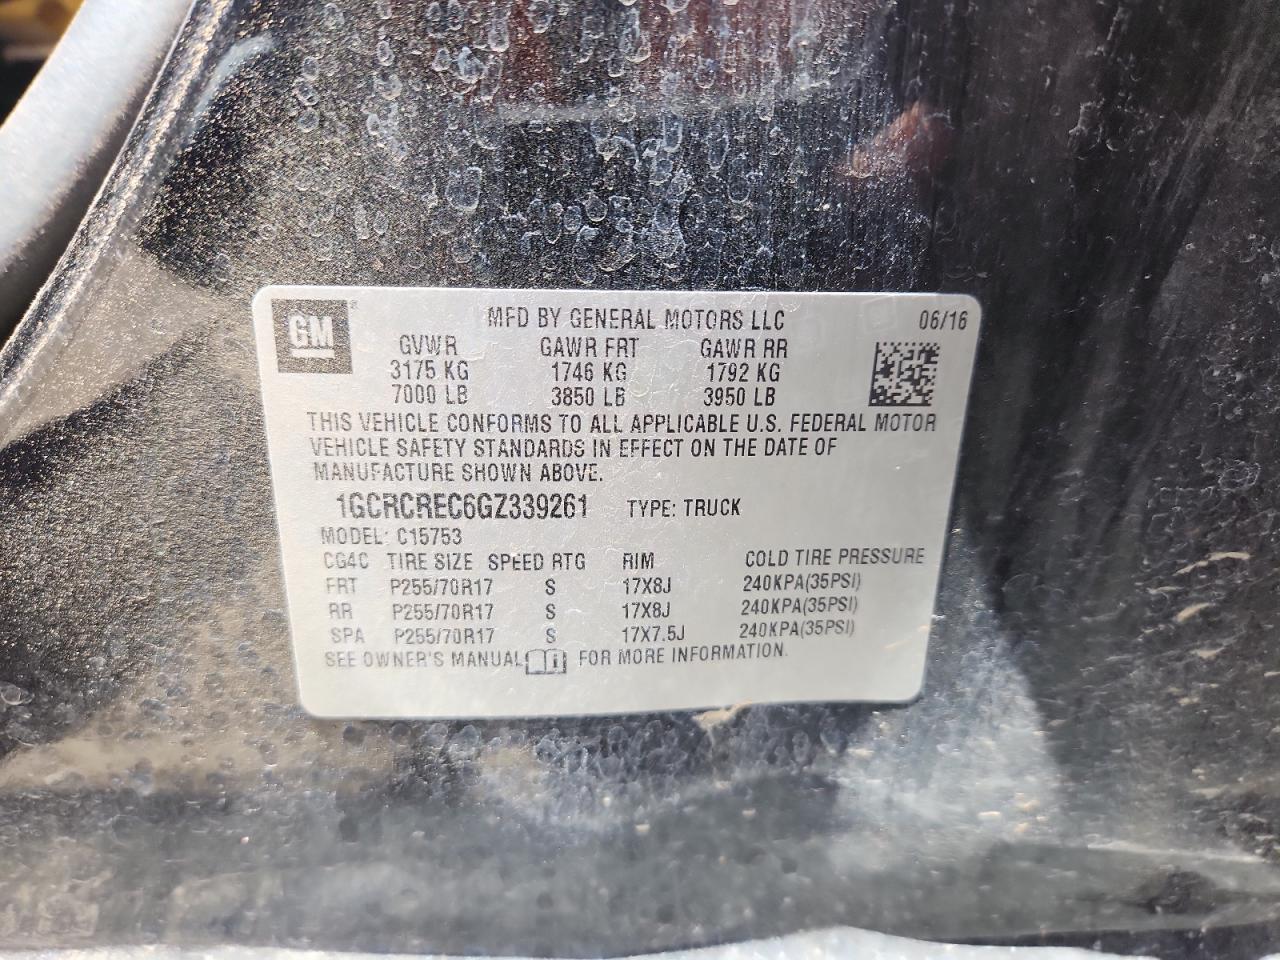 GM
MFD BY GENERAL MOTORS LLC 06/16
GVWR GAWR FRT GAWR RR
3175 KG 1746 KG 1792 KG
7000 LB 3850 LB 3950 LB
THIS VEHICLE CONFORMS TO ALL APPLICABLE U.S. FEDERAL MOTOR
VEHICLE SAFETY STANDARDS IN EFFECT ON THE DATE OF
MANUFACTURE SHOWN ABOVE.
1GCRCREC6GZ339261 TYPE: TRUCK
MODEL: C15753
CG4C TIRE SIZE SPEED RTG RIM COLD TIRE PRESSURE
FRT P255/70R17 S 17X8J 240KPA(35PSI)
RR P255/70R17 S 17X8J 240KPA(35PSI)
SPA P255/70R17 S 17X7.5J 240KPA(35PSI)
SEE OWNER'S MANUAL FOR MORE INFORMATION.